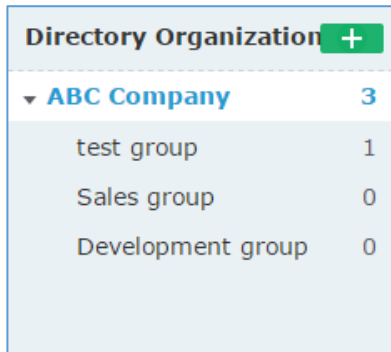 Directory Organization +
ABC Company 3
test group 1
Sales group 0
Development group 0